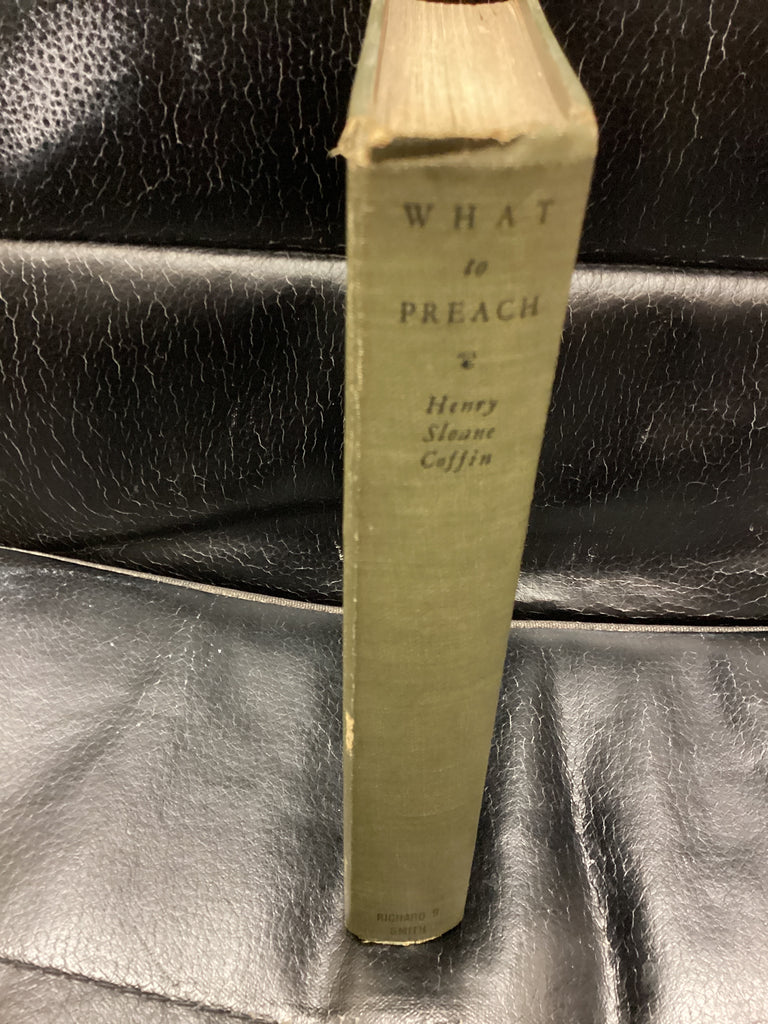 WHAT
to
PREACH
Henry
Sloane
Coffin
RICHARD R
SMITH